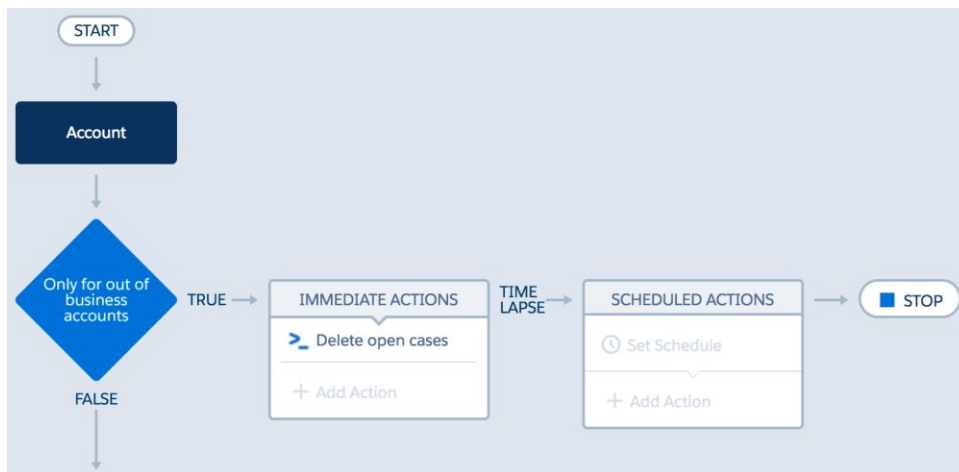 START
Account
Only for out of
business
accounts
TRUE
IMMEDIATE ACTIONS
Delete open cases
+ Add Action
TIME
LAPSE
SCHEDULED ACTIONS
Set Schedule
+ Add Action
STOP
FALSE